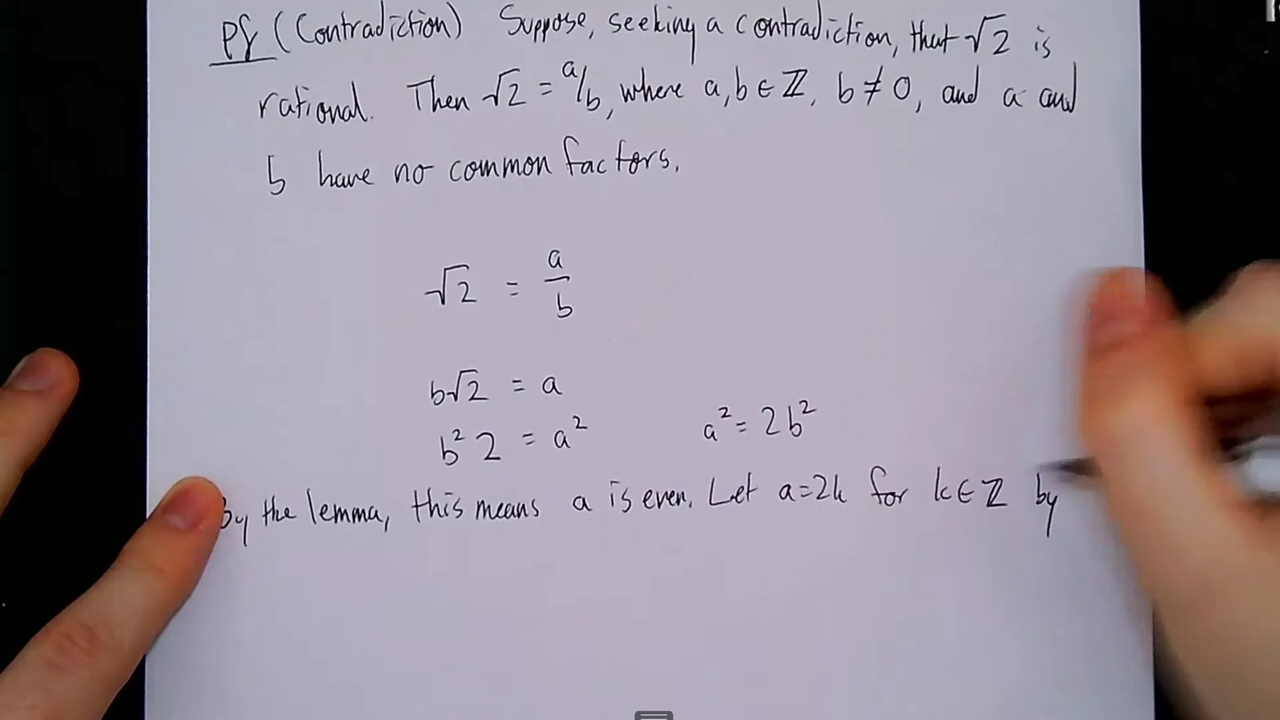 Pf (Contradiction) Suppose, seeking a contradiction, that √2 is
rational. Then √2 = a/b, where a, b ∈ ℤ, b ≠ 0, and a and
b have no common factors.
√2 = a/b
b√2 = a
b² 2 = a² a² = 2b²
By the lemma, this means a is even. Let a=2k for k ∈ ℤ by